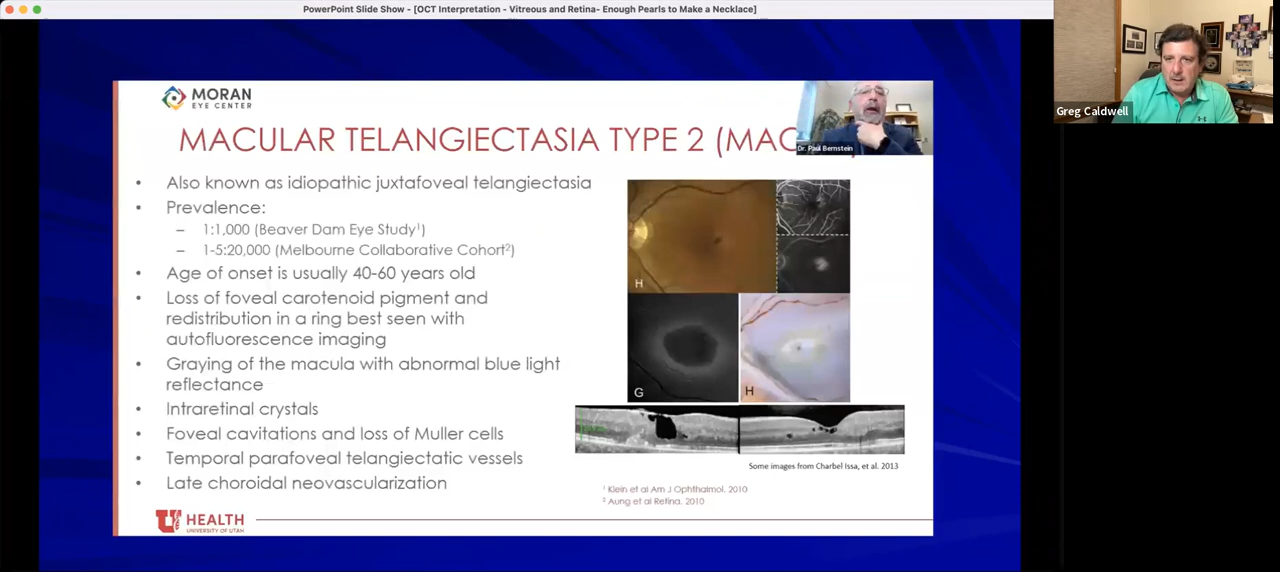 PowerPoint Slide Show - [OCT Interpretation - Vitreous and Retina- Enough Pearls to Make a Necklace]
Greg Caldwell
MORAN
EYE CENTER
Dr. Paul Bernstein
MACULAR TELANGIECTASIA TYPE 2 (MAC
• Also known as idiopathic juxtafoveal telangiectasia
• Prevalence:
– 1:1,000 (Beaver Dam Eye Study¹)
– 1-5:20,000 (Melbourne Collaborative Cohort²)
• Age of onset is usually 40-60 years old
• Loss of foveal carotenoid pigment and
redistribution in a ring best seen with
autofluorescence imaging
• Graying of the macula with abnormal blue light
reflectance
• Intraretinal crystals
• Foveal cavitations and loss of Muller cells
• Temporal parafoveal telangiectatic vessels
• Late choroidal neovascularization
H
G
H
Some images from Charbel Issa, et al. 2013
¹ Klein et al Am J Ophthalmol. 2010
² Aung et al Retina. 2010
U HEALTH
UNIVERSITY OF UTAH